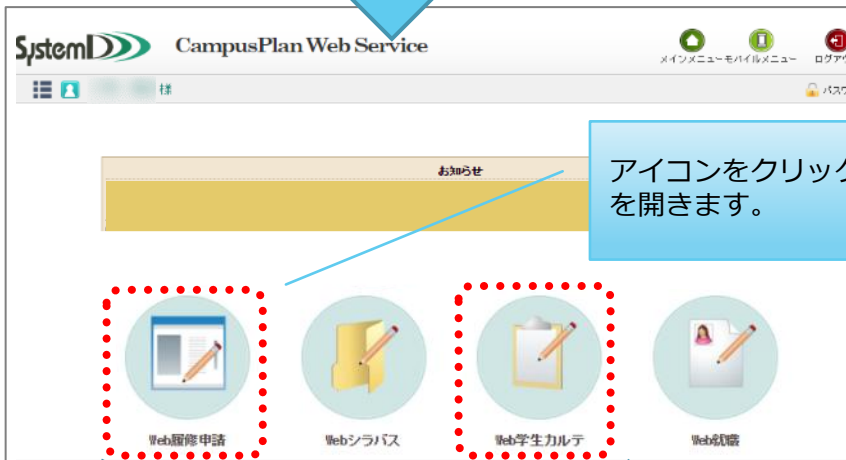 SystemD CampusPlan Web Service
メインメニュー モバイルメニュー ログアウ
様
パスワ
お知らせ
アイコンをクリック
を開きます。
Web履修申請 Webシラバス Web学生カルテ Web就職